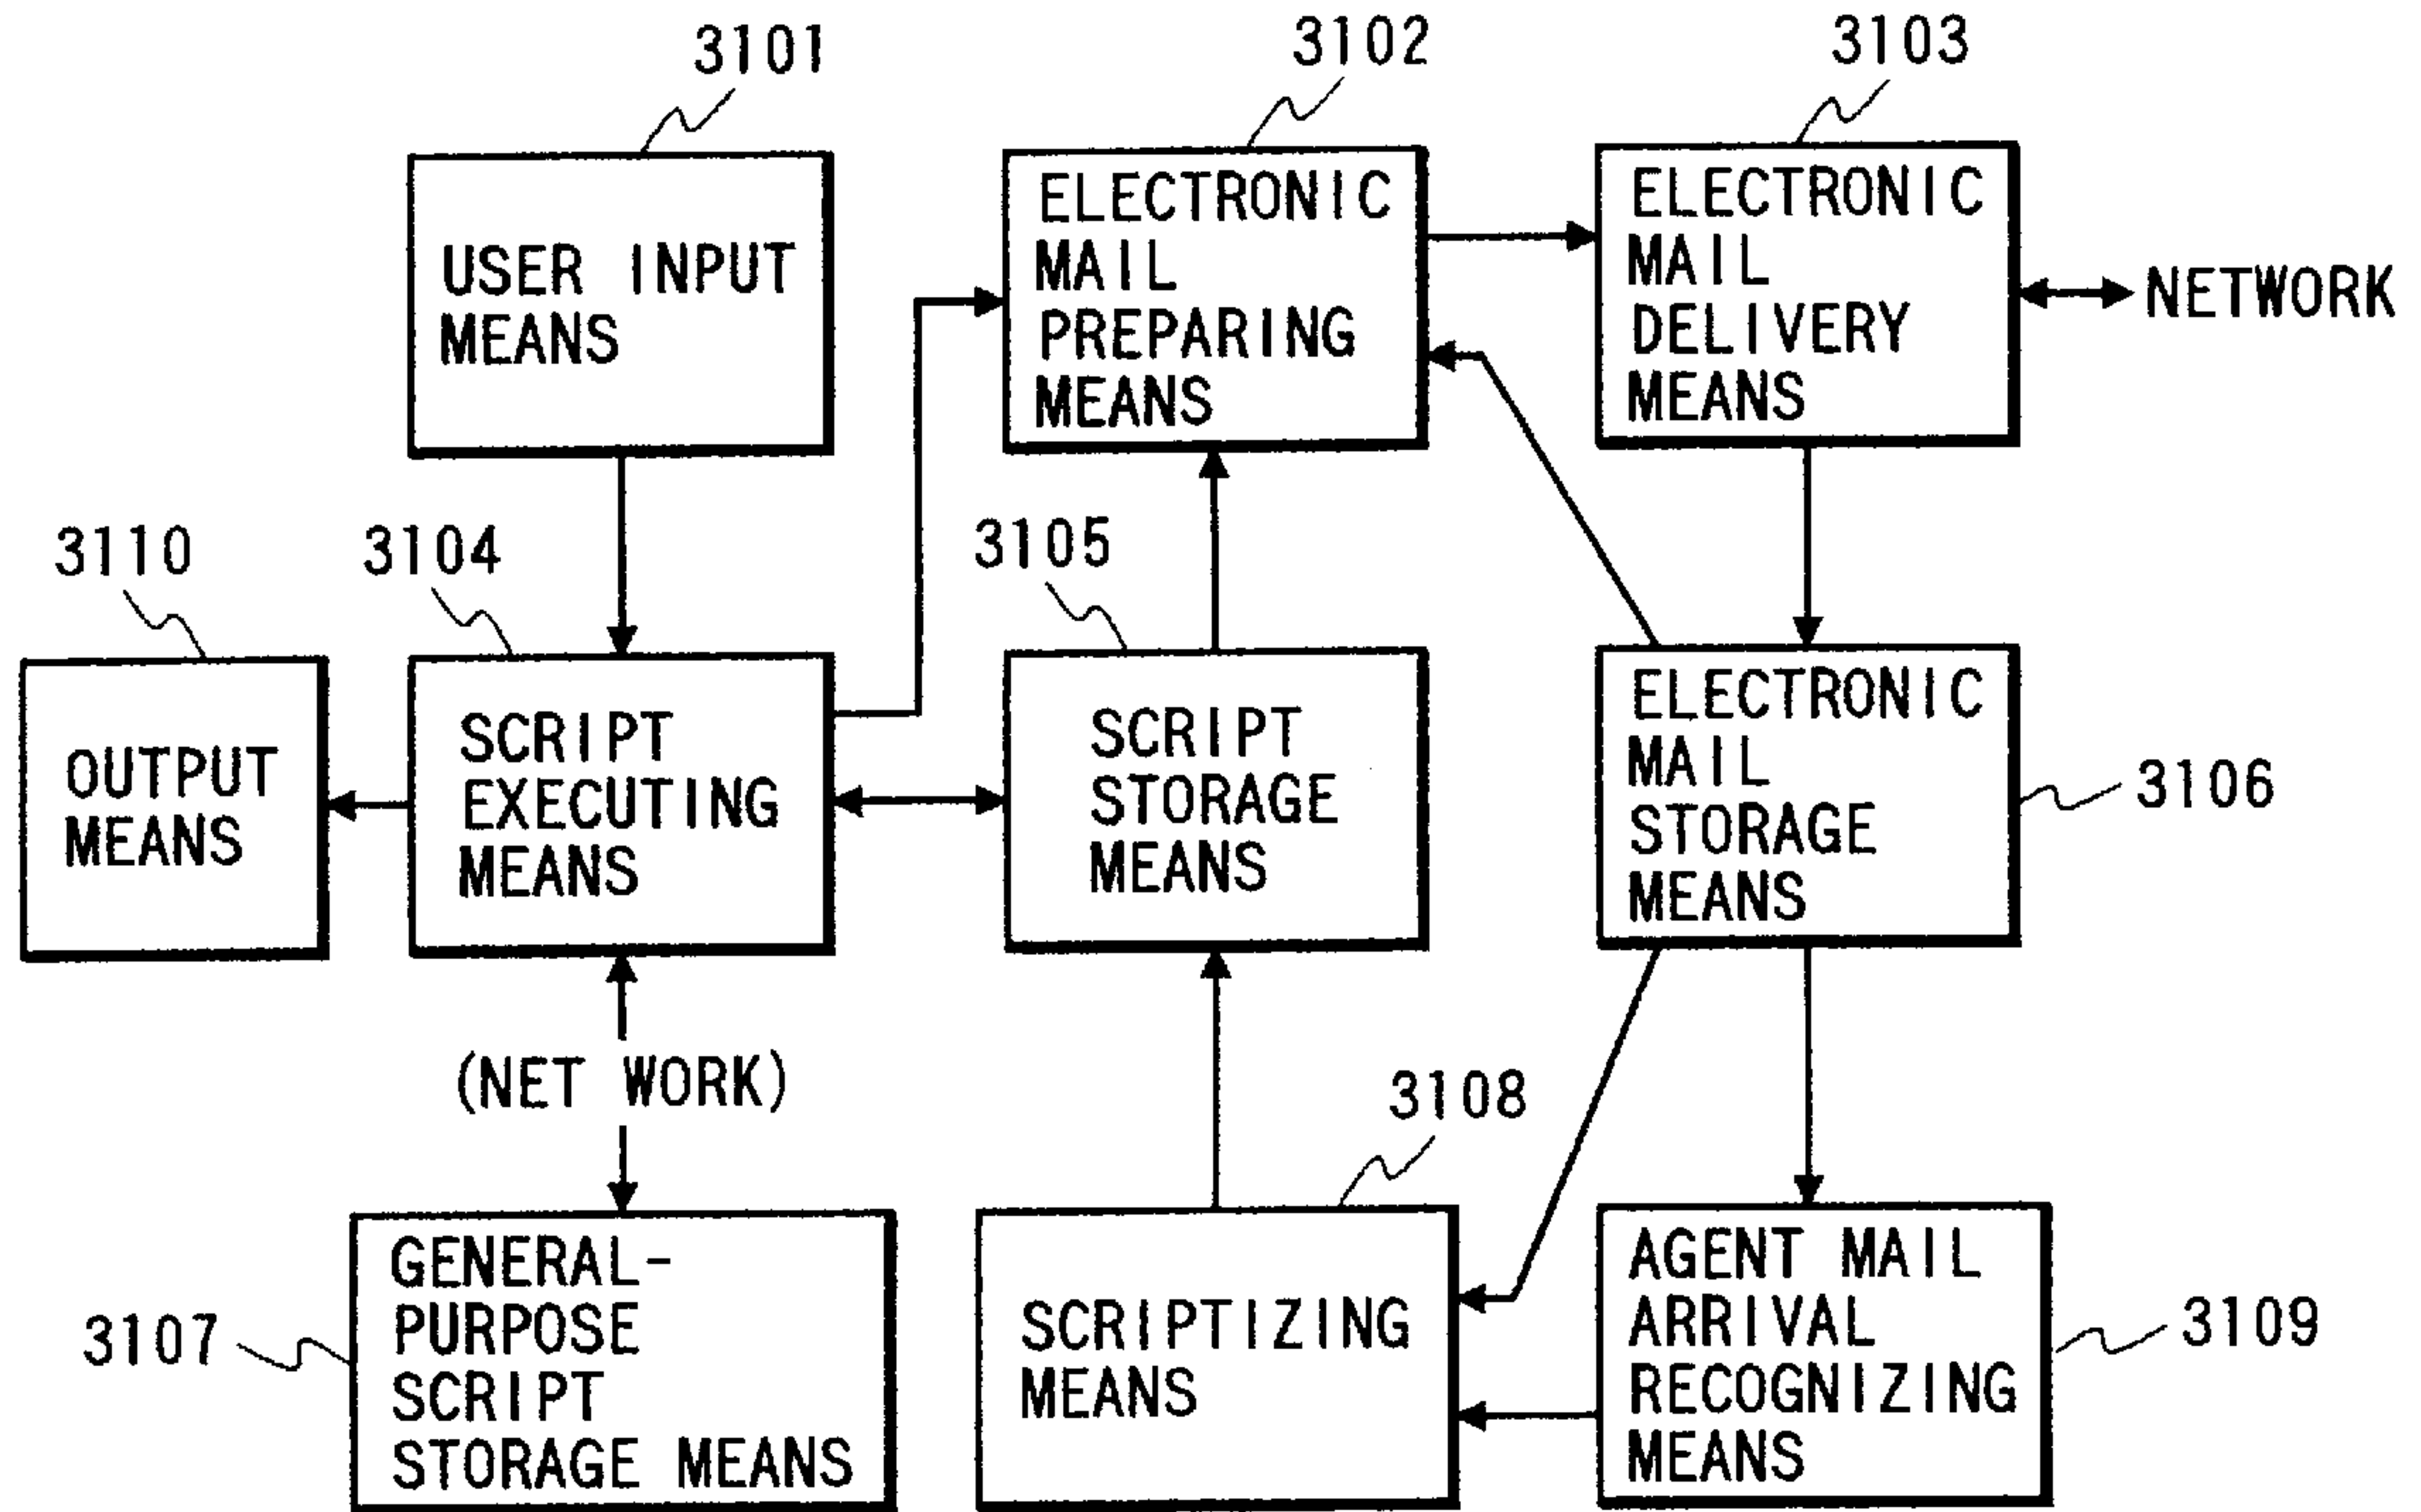 3101
3102
3103
USER INPUT
MEANS
ELECTRONIC
MAIL
PREPARING
MEANS
ELECTRONIC
MAIL
DELIVERY
MEANS
NETWORK
3110
3104
3105
OUTPUT
MEANS
SCRIPT
EXECUTING
MEANS
SCRIPT
STORAGE
MEANS
ELECTRONIC
MAIL
STORAGE
MEANS
3106
(NET WORK)
3108
3107
GENERAL-
PURPOSE
SCRIPT
STORAGE MEANS
SCRIPTIZING
MEANS
AGENT MAIL
ARRIVAL
RECOGNIZING
MEANS
3109